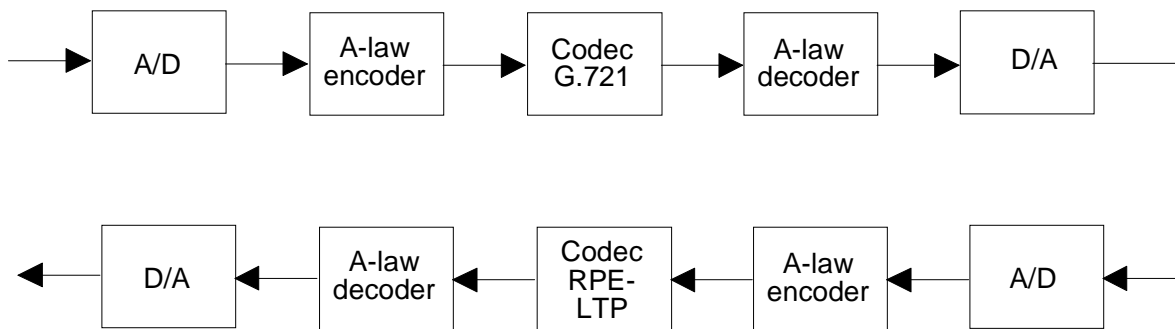 A/D
A-law
encoder
Codec
G.721
A-law
decoder
D/A
D/A
A-law
decoder
Codec
RPE-
LTP
A-law
encoder
A/D